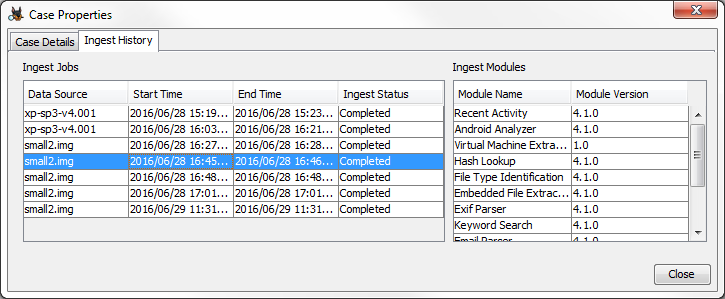 Case Properties
Case Details Ingest History
Ingest Jobs Ingest Modules
Data Source Start Time End Time Ingest Status Module Name Module Version
xp-sp3-v4.001 2016/06/28 15:19... 2016/06/28 15:23... Completed Recent Activity 4.1.0
xp-sp3-v4.001 2016/06/28 16:03... 2016/06/28 16:21... Completed Android Analyzer 4.1.0
small2.img 2016/06/28 16:27... 2016/06/28 16:28... Completed Virtual Machine Extra... 1.0
small2.img 2016/06/28 16:45... 2016/06/28 16:46... Completed Hash Lookup 4.1.0
small2.img 2016/06/28 16:48... 2016/06/28 16:48... Completed File Type Identification 4.1.0
small2.img 2016/06/28 17:01... 2016/06/28 17:01... Completed Embedded File Extrac... 4.1.0
small2.img 2016/06/29 11:31... 2016/06/29 11:31... Completed Exif Parser 4.1.0
Keyword Search 4.1.0
Email Parser 4.1.0
Close